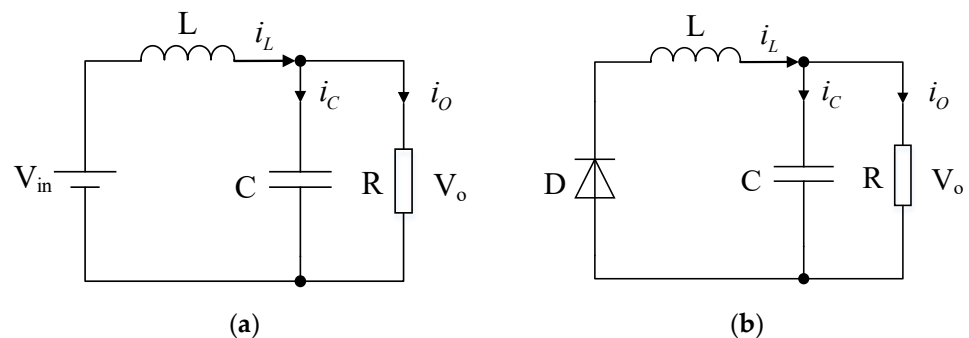 L i_L L i_L
i_C i_O i_C i_O
V_in C R V_o D C R V_o
(a) (b)